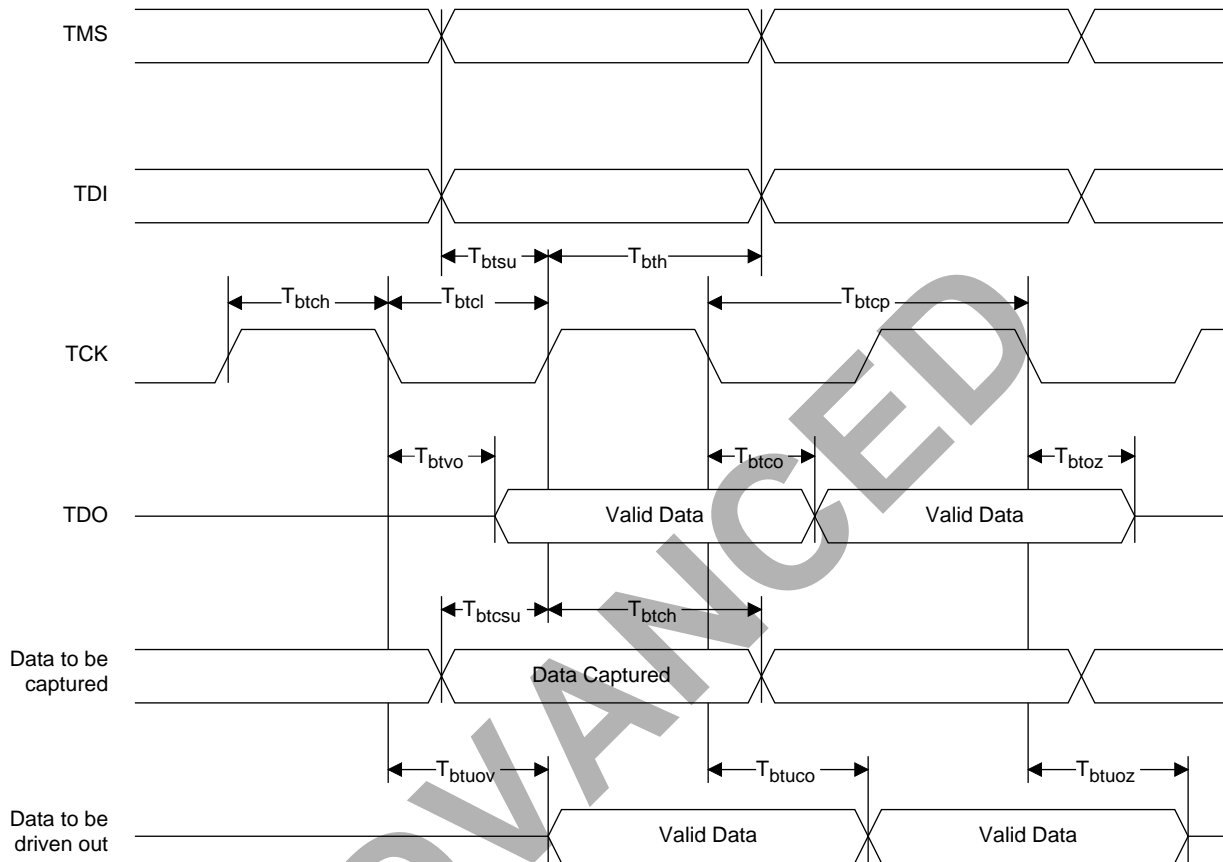 TMS
TDI
Tbtsu
Tbth
Tbtch
Tbtcl
Tbtcp
TCK
Tbtvo
Tbtco
Tbtoz
TDO
Valid Data
Valid Data
Tbtcsu
Tbtch
Data to be
captured
Data Captured
Tbtuov
Tbtuco
Tbtuoz
Data to be
driven out
Valid Data
Valid Data
ADVANCED